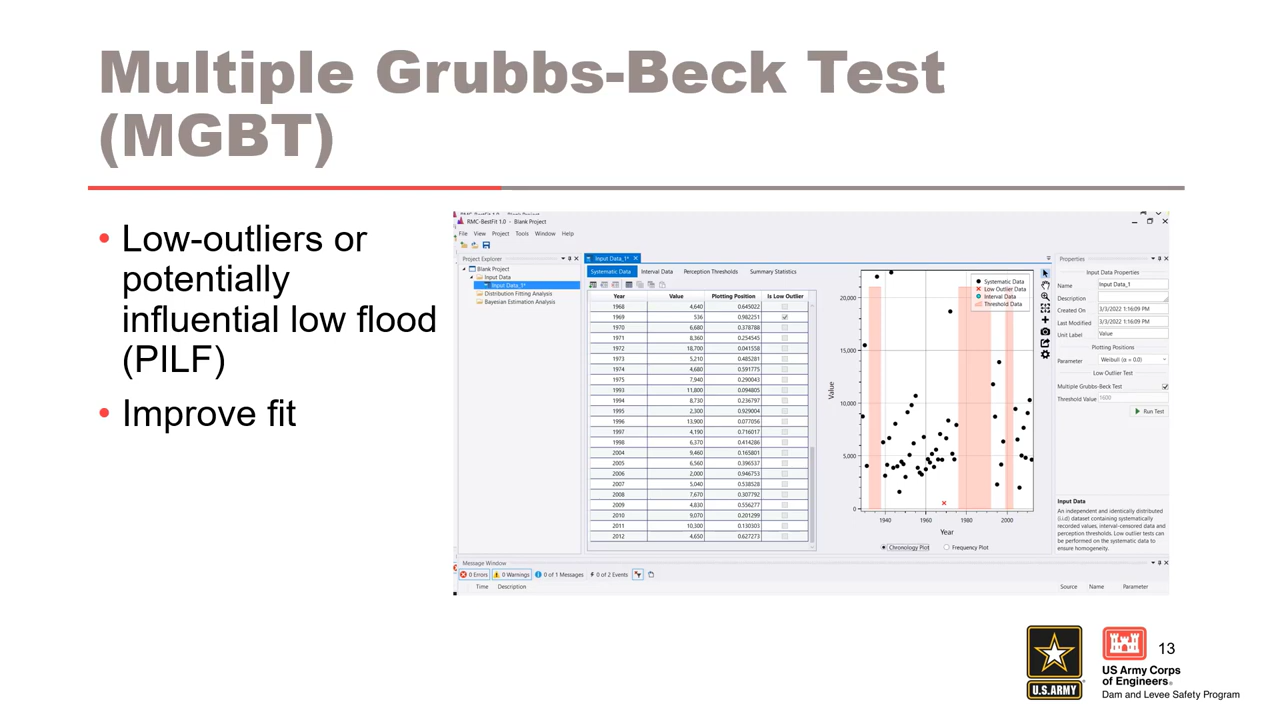 Multiple Grubbs-Beck Test
(MGBT)
• Low-outliers or
potentially
influential low flood
(PILF)
• Improve fit
RMC-BestFit 1.0 - Blank Project
File View Project Tools Window Help
Project Explorer
Blank Project
Input Data
Input_Data_1*
Distribution Fitting Analysis
Bayesian Estimation Analysis
Input Data_1*
Systematic Data Interval Data Perception Thresholds Summary Statistics
Year Value Plotting Position Is Low Outlier
1968 4,640 0.645022
1969 536 0.982251
1970 6,680 0.378788
1971 8,360 0.254545
1972 18,700 0.041558
1973 5,210 0.485281
1974 4,680 0.591775
1975 7,940 0.290043
1993 11,800 0.094805
1994 8,730 0.236797
1995 2,300 0.929004
1996 13,900 0.077056
1997 4,190 0.716017
1998 6,370 0.414286
2004 9,460 0.165801
2005 6,560 0.396537
2006 2,000 0.946753
2007 5,040 0.538528
2008 7,670 0.307792
2009 4,830 0.556277
2010 9,070 0.201299
2011 10,300 0.130303
2012 4,650 0.627273
Systematic Data
Low Outlier Data
Interval Data
Threshold Data
20,000
15,000
10,000
5,000
0
Value
1940 1960 1980 2000
Year
Chronology Plot Frequency Plot
Properties
Input Data Properties
Name Input Data_1
Description
Created On 3/3/2022 1:16:09 PM
Last Modified 3/3/2022 1:16:09 PM
Unit Label Value
Plotting Positions
Parameter Weibull (α = 0.0)
Low Outlier Test
Multiple Grubbs-Beck Test
Threshold Value 1600
Run Test
Input Data
An independent and identically distributed
(i.i.d) dataset containing systematically
recorded values, interval-censored data and
perception thresholds. Low outlier tests can
be performed on the systematic data to
ensure homogeneity.
Message Window
0 Errors 0 Warnings 0 of 1 Messages 0 of 2 Events
Time Description Source Name Parameter
U.S.ARMY
13
US Army Corps
of Engineers®
Dam and Levee Safety Program